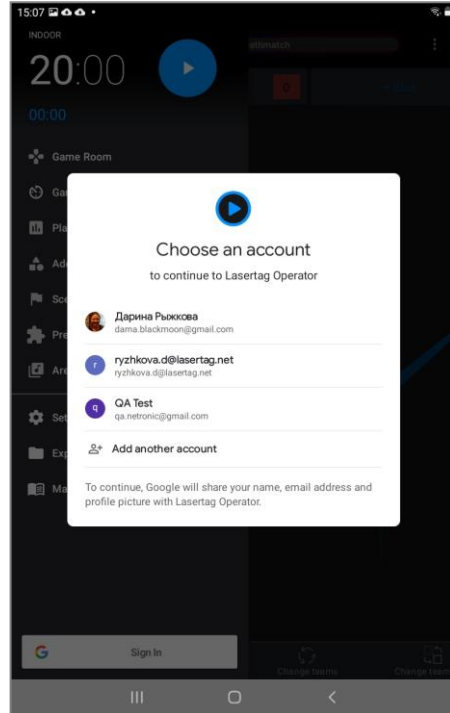 15:07
INDOOR
20:00
00:00
Game Room
Sign In
Change teams
Choose an account
to continue to Lasertag Operator
Дарина Рыжкова
dama.blackmoon@gmail.com
r
ryzhkova.d@lasertag.net
ryzhkova.d@lasertag.net
q
QA Test
qa.netronic@gmail.com
Add another account
To continue, Google will share your name, email address and
profile picture with Lasertag Operator.